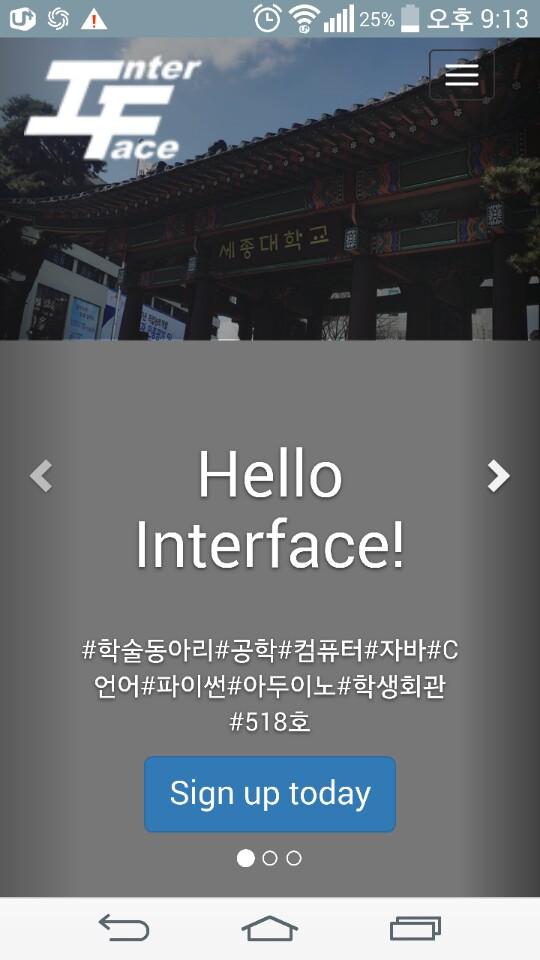 U+
25%
오후 9:13
Inter
Face
세종대학교
Hello
Interface!
#학술동아리#공학#컴퓨터#자바#C
언어#파이썬#아두이노#학생회관
#518호
Sign up today